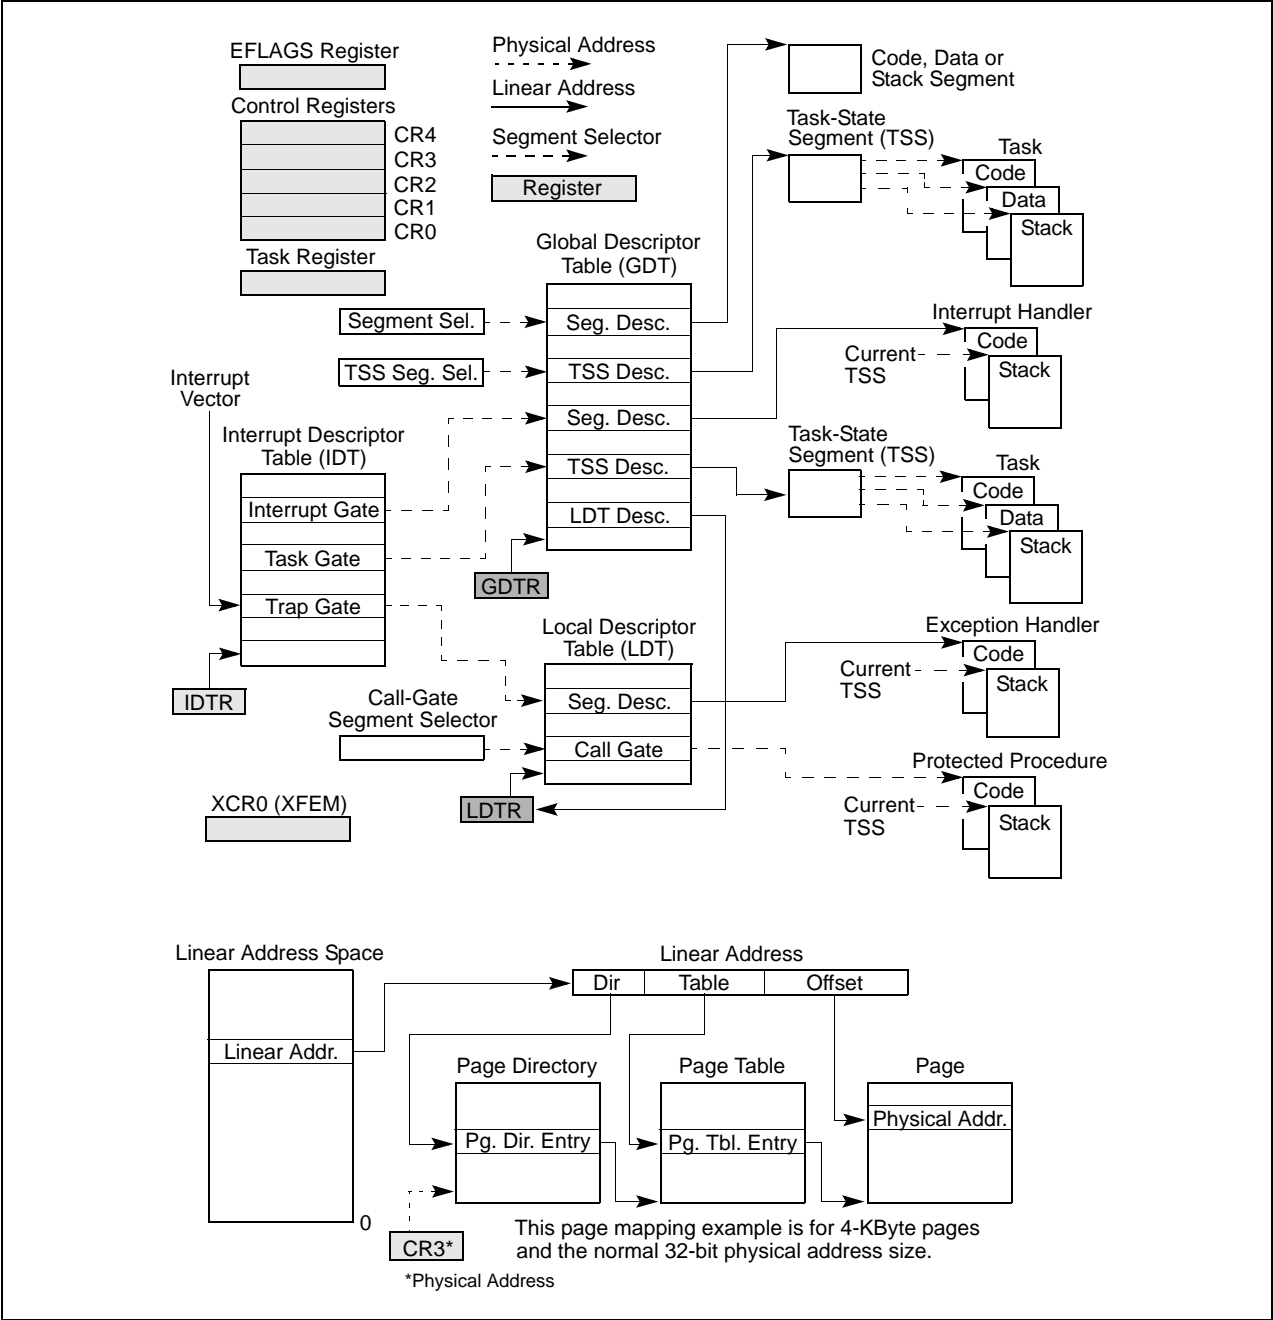 EFLAGS Register
Control Registers
CR4
CR3
CR2
CR1
CR0
Task Register
Physical Address
Linear Address
Segment Selector
Register
Code, Data or
Stack Segment
Task-State
Segment (TSS)
Task
Code
Data
Stack
Global Descriptor
Table (GDT)
Segment Sel.
Seg. Desc.
TSS Seg. Sel.
TSS Desc.
Seg. Desc.
TSS Desc.
LDT Desc.
GDTR
Interrupt Handler
Code
Current
TSS
Stack
Interrupt
Vector
Interrupt Descriptor
Table (IDT)
Interrupt Gate
Task Gate
Trap Gate
IDTR
Task-State
Segment (TSS)
Task
Code
Data
Stack
Local Descriptor
Table (LDT)
Seg. Desc.
Call Gate
LDTR
Call-Gate
Segment Selector
Exception Handler
Code
Current
TSS
Stack
Protected Procedure
Code
Current
TSS
Stack
XCR0 (XFEM)
Linear Address Space
Linear Addr.
0
Linear Address
Dir
Table
Offset
Page Directory
Pg. Dir. Entry
Page Table
Pg. Tbl. Entry
Page
Physical Addr.
CR3*
*Physical Address
This page mapping example is for 4-KByte pages
and the normal 32-bit physical address size.